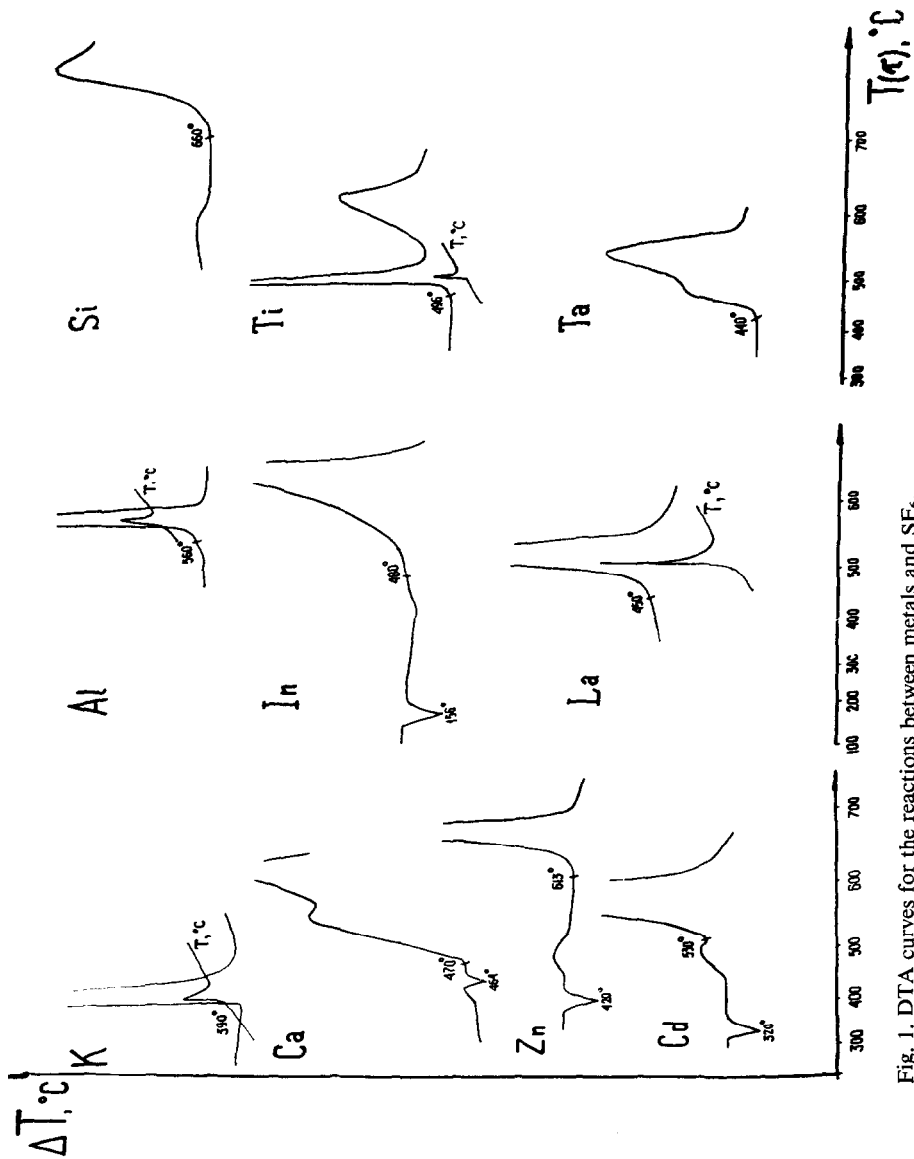 ΔT,°C
K
390°
T,°C
Ca
470°
464°
Zn
420°
613°
Cd
320°
530°
300 400 500 600 700
Al
560°
T,°C
In
156°
480°
La
450°
T,°C
100 200 300 400 500 600
Si
660°
Ti
496°
T,°C
Ta
440°
300 400 500 600 700
T(τ),°C
Fig. 1. DTA curves for the reactions between metals and SF₆